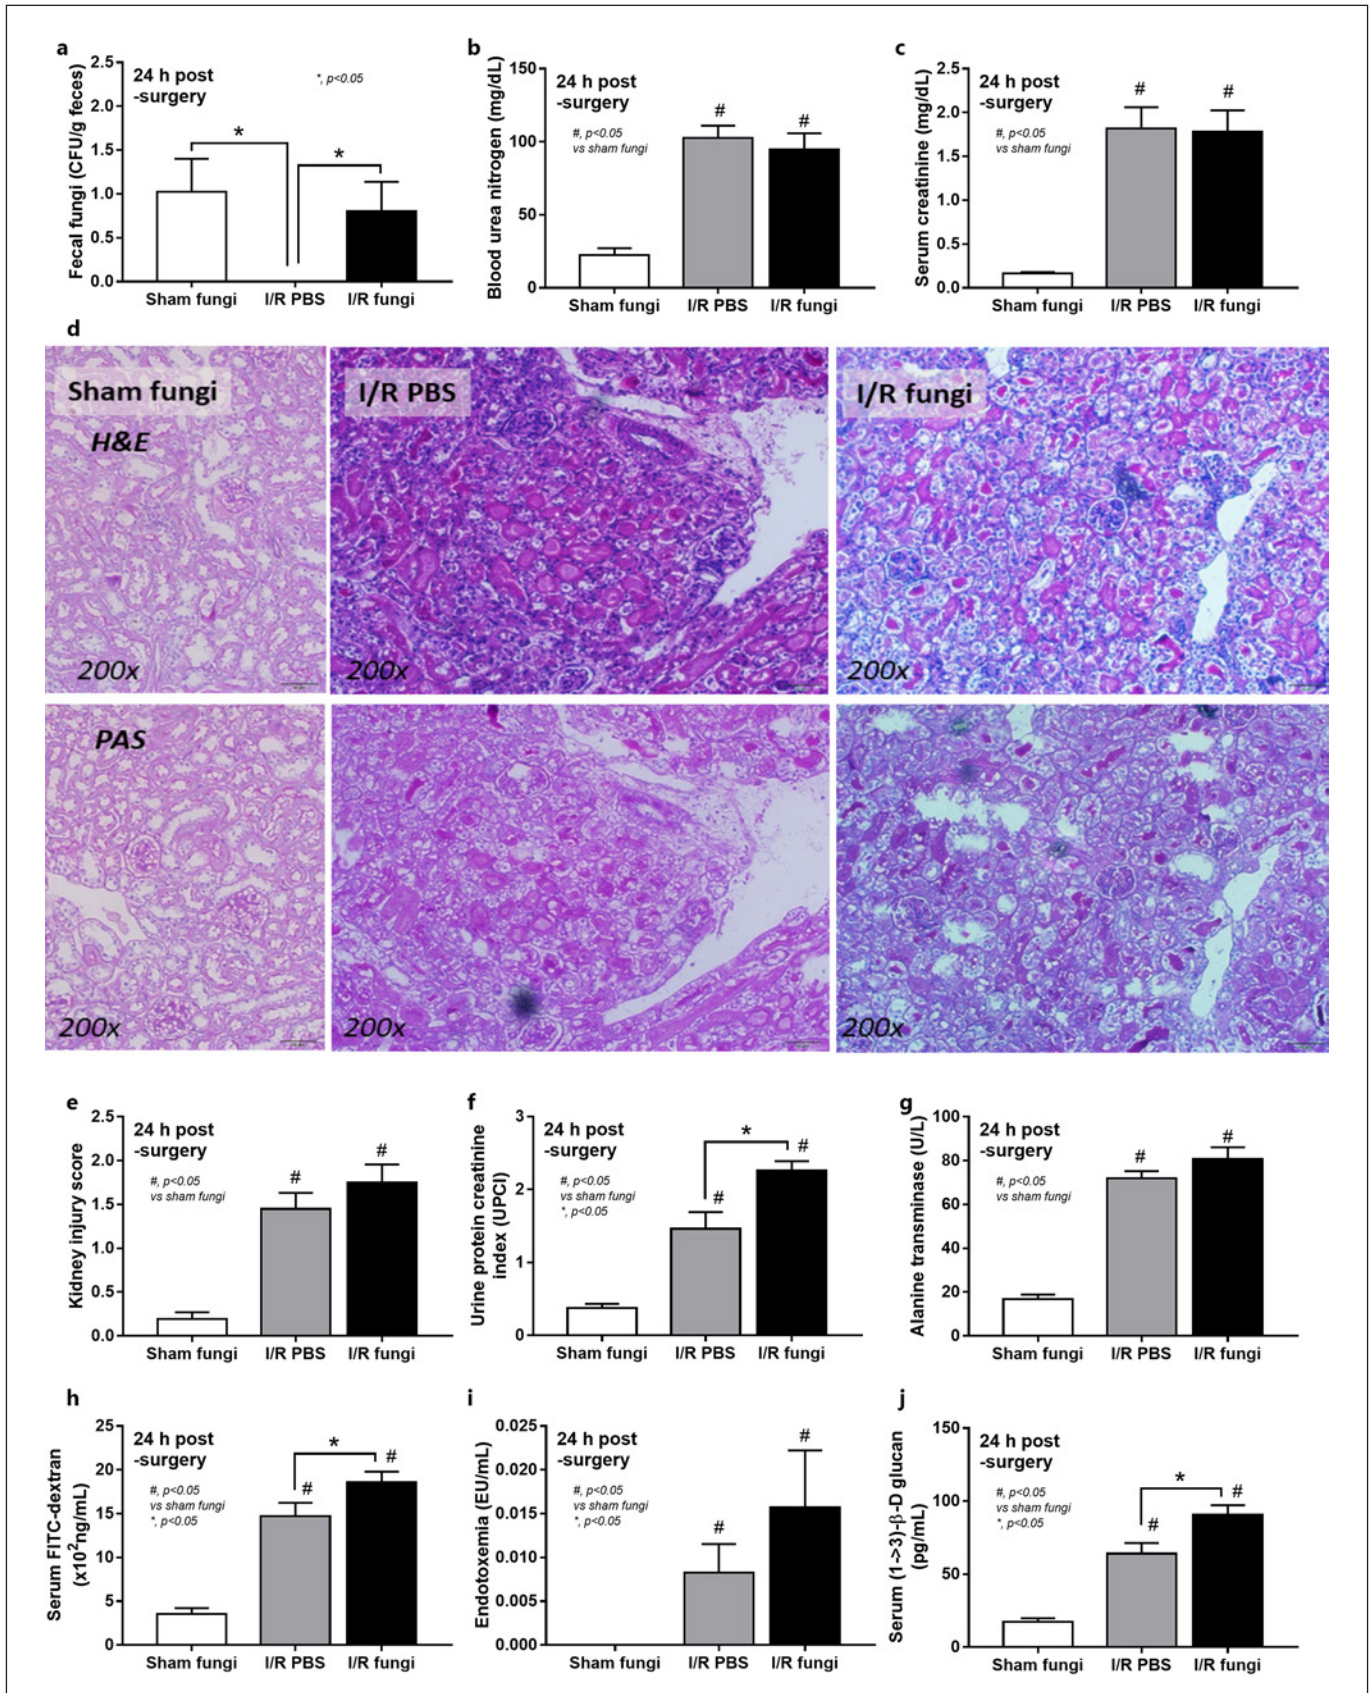 a
Fecal fungi (CFU/g feces)
2.5
2.0
1.5
1.0
0.5
0.0
24 h post
-surgery
*, p<0.05
*
*
Sham fungi
I/R PBS
I/R fungi
b
Blood urea nitrogen (mg/dL)
150
100
50
0
24 h post
-surgery
#, p<0.05
vs sham fungi
#
#
Sham fungi
I/R PBS
I/R fungi
c
Serum creatinine (mg/dL)
2.5
2.0
1.5
1.0
0.5
0.0
24 h post
-surgery
#, p<0.05
vs sham fungi
#
#
Sham fungi
I/R PBS
I/R fungi
d
Sham fungi
H&E
200x
I/R PBS
200x
I/R fungi
200x
PAS
200x
200x
200x
e
Kidney injury score
2.5
2.0
1.5
1.0
0.5
0.0
24 h post
-surgery
#, p<0.05
vs sham fungi
#
#
Sham fungi
I/R PBS
I/R fungi
f
Urine protein creatinine
index (UPCI)
3
2
1
0
24 h post
-surgery
#, p<0.05
vs sham fungi
*, p<0.05
*
#
#
Sham fungi
I/R PBS
I/R fungi
g
Alanine transminase (U/L)
100
80
60
40
20
0
24 h post
-surgery
#, p<0.05
vs sham fungi
#
#
Sham fungi
I/R PBS
I/R fungi
h
Serum FITC-dextran
(x10²ng/mL)
25
20
15
10
5
0
24 h post
-surgery
#, p<0.05
vs sham fungi
*, p<0.05
*
#
#
Sham fungi
I/R PBS
I/R fungi
i
Endotoxemia (EU/mL)
0.025
0.020
0.015
0.010
0.005
0.000
24 h post
-surgery
#, p<0.05
vs sham fungi
*, p<0.05
#
#
Sham fungi
I/R PBS
I/R fungi
j
Serum (1->3)-β-D glucan
(pg/mL)
150
100
50
0
24 h post
-surgery
#, p<0.05
vs sham fungi
*, p<0.05
*
#
#
Sham fungi
I/R PBS
I/R fungi